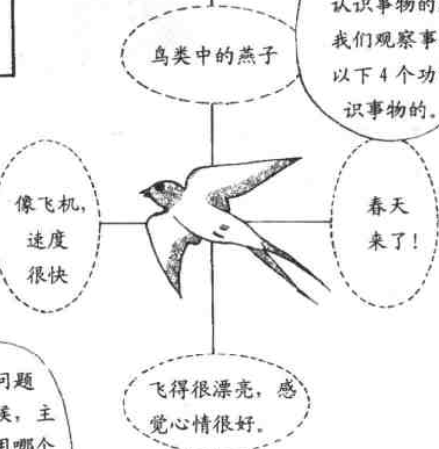 认识事物的
我们观察事
以下4个功
识事物的。
鸟类中的燕子
像飞机，
速度
很快
春天
来了！
飞得很漂亮，感
觉心情很好。
问题
主
用哪个